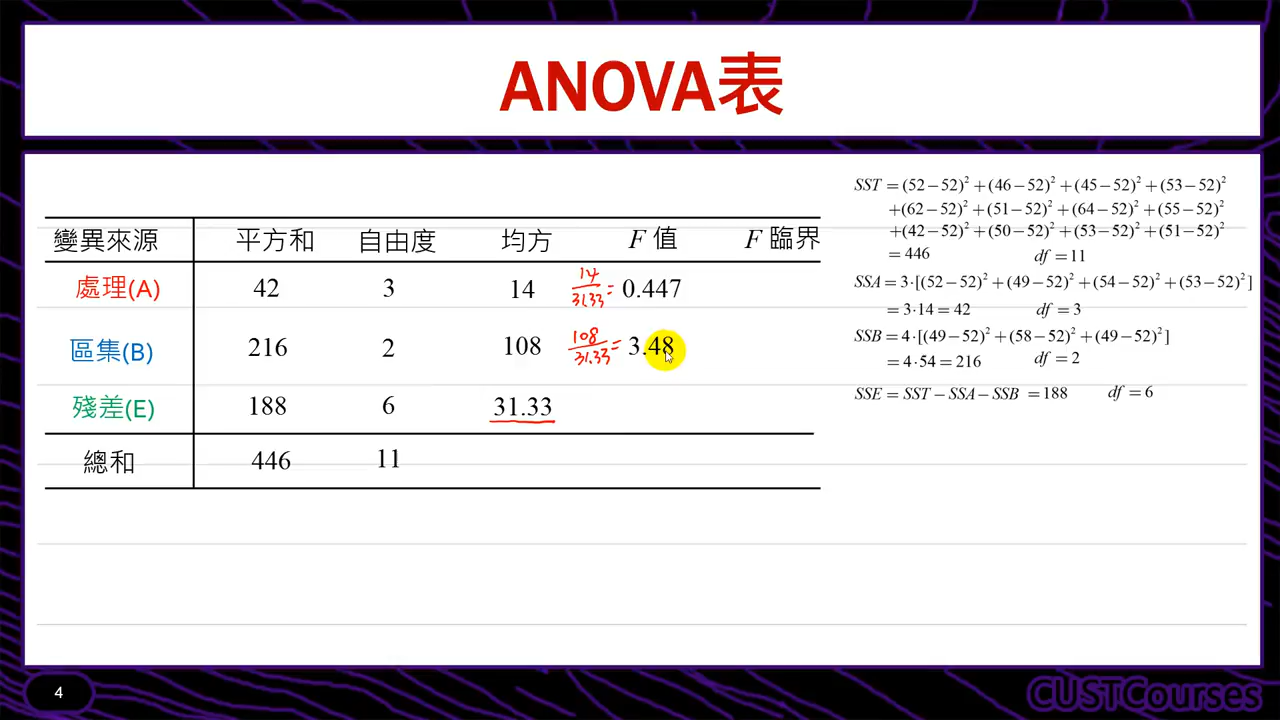 ANOVA表
變異來源 平方和 自由度 均方 F 值 F 臨界
處理(A) 42 3 14 14/31.33 = 0.447
區集(B) 216 2 108 108/31.33 = 3.48
殘差(E) 188 6 31.33
總和 446 11
SST = (52−52)² + (46−52)² + (45−52)² + (53−52)²
+(62−52)² + (51−52)² + (64−52)² + (55−52)²
+(42−52)² + (50−52)² + (53−52)² + (51−52)²
= 446 df = 11
SSA = 3·[(52−52)² + (49−52)² + (54−52)² + (53−52)²]
= 3·14 = 42 df = 3
SSB = 4·[(49−52)² + (58−52)² + (49−52)²]
= 4·54 = 216 df = 2
SSE = SST − SSA − SSB = 188 df = 6
4
CUSTCourses